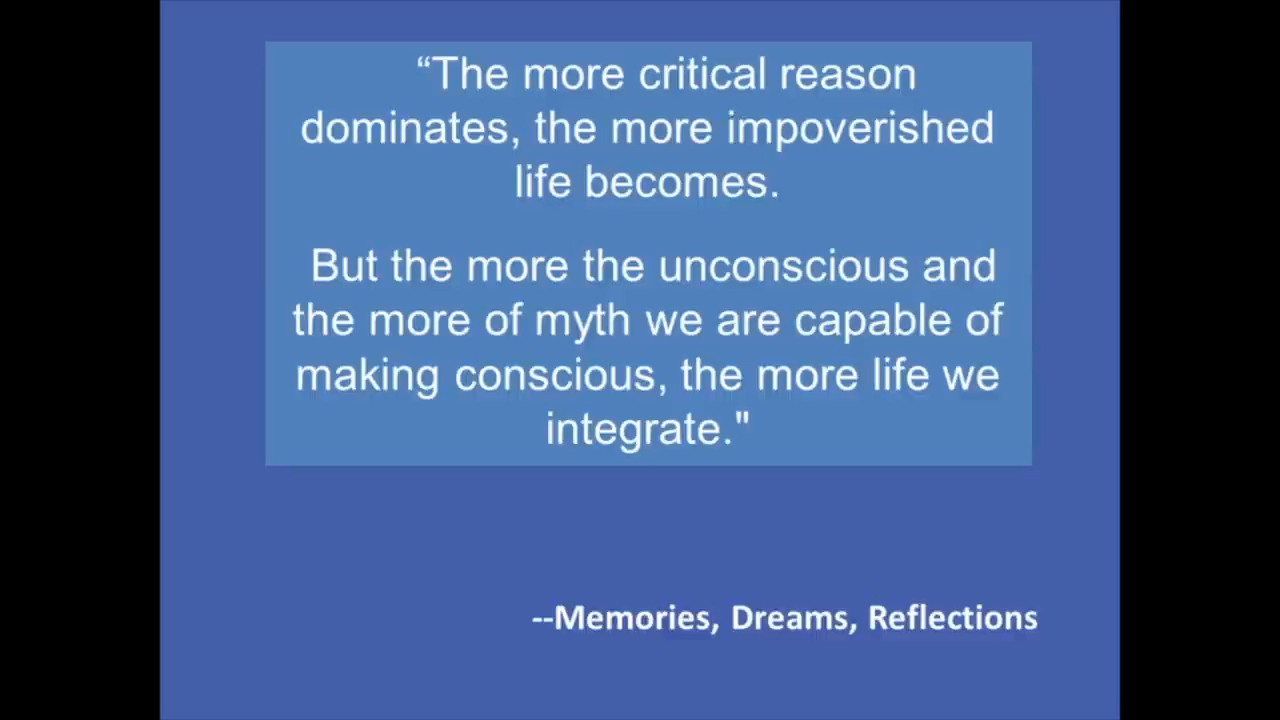 “The more critical reason
dominates, the more impoverished
life becomes.
But the more the unconscious and
the more of myth we are capable of
making conscious, the more life we
integrate."
--Memories, Dreams, Reflections